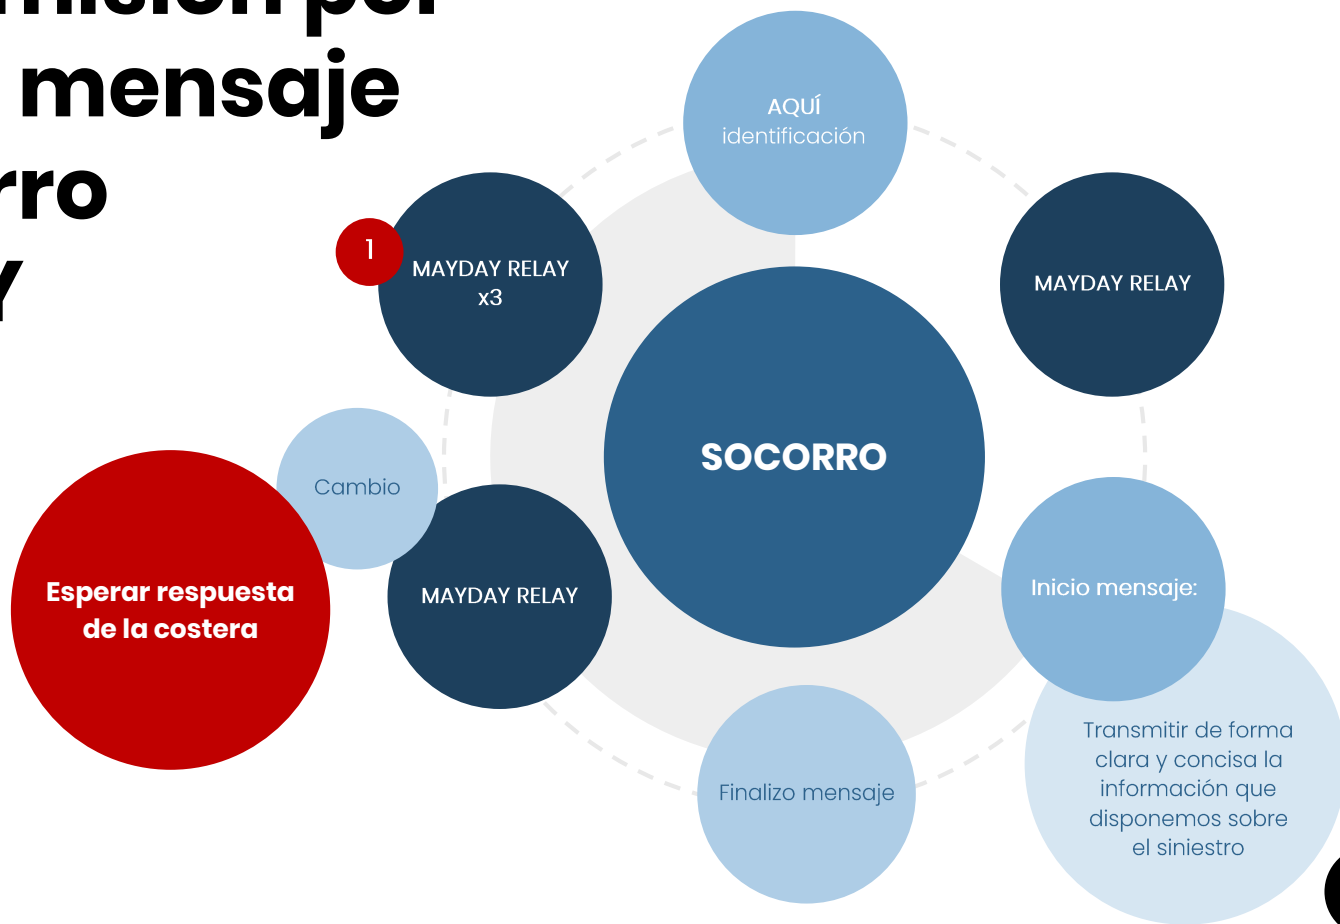 mensaje
AQUÍ
identificación
1
MAYDAY RELAY
x3
MAYDAY RELAY
SOCORRO
Cambio
Inicio mensaje:
Esperar respuesta
de la costera
MAYDAY RELAY
Transmitir de forma
clara y concisa la
información que
disponemos sobre
el siniestro
Finalizo mensaje